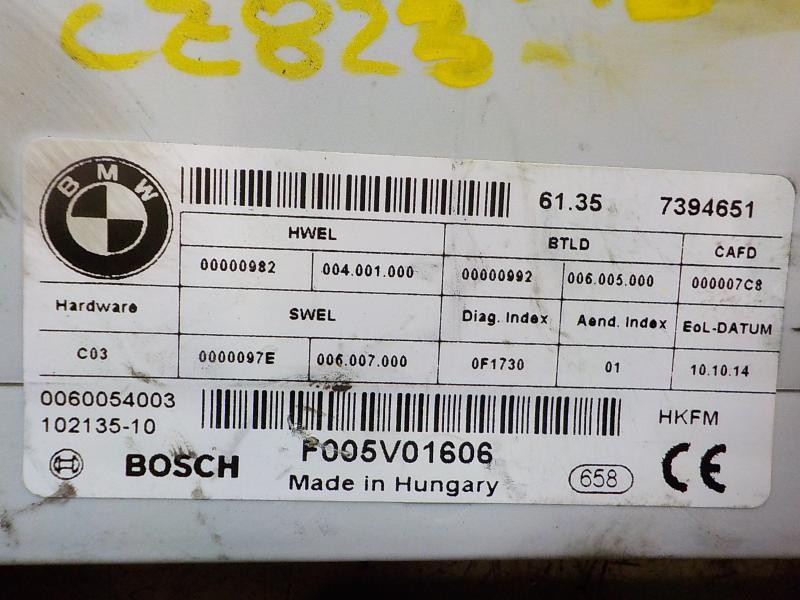 CZ823
BMW
61.35 7394651
HWEL BTLD CAFD
00000982 004.001.000 00000992 006.005.000 000007C8
Hardware SWEL Diag. Index Aend. Index EoL-DATUM
C03 0000097E 006.007.000 0F1730 01 10.10.14
0060054003
102135-10 HKFM
BOSCH F005V01606 658 CE
Made in Hungary